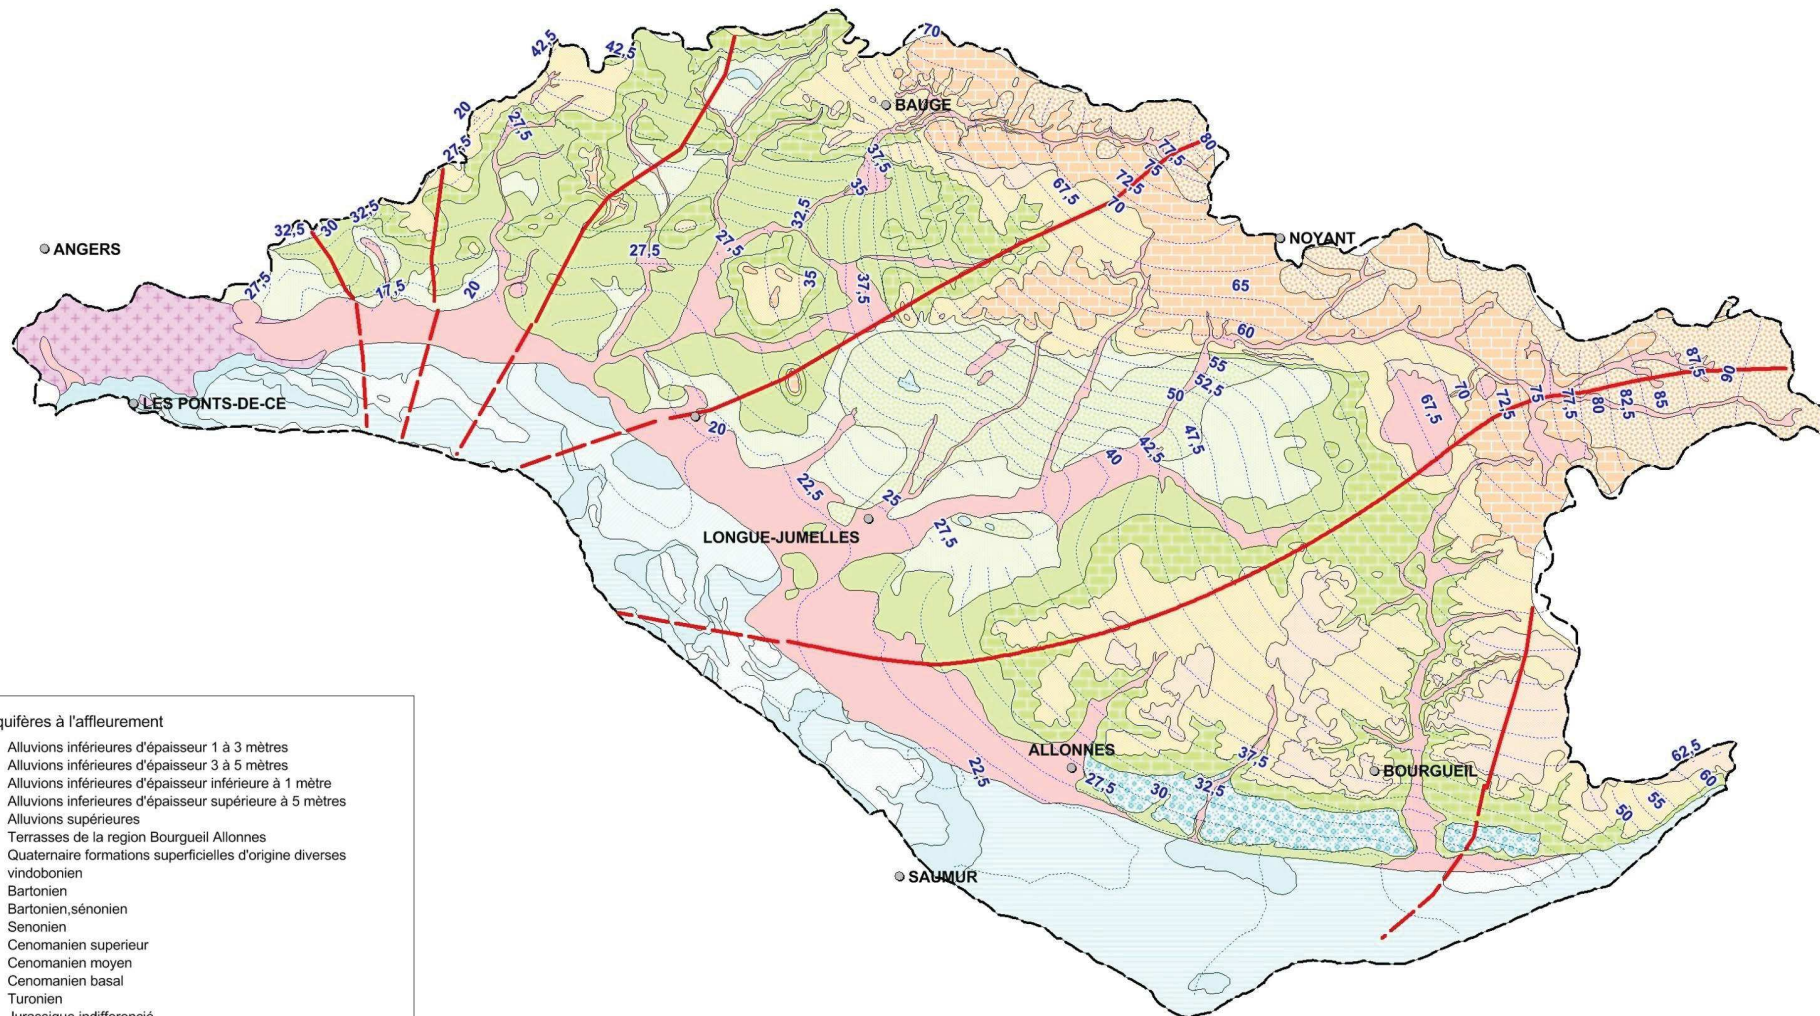 70
42,5
42,5
BAUGE
20
27,5
27,5
80
77,5
75
72,5
67,5
70
37,5
35
32,5
32,5
30
32,5
27,5
27,5
ANGERS
NOYANT
27,5
17,5
20
35
37,5
65
60
55
52,5
50
47,5
42,5
40
LES PONTS-DE-CE
20
70
67,5
72,5
75
77,5
80
82,5
85
87,5
90
22,5
25
27,5
LONGUE-JUMELLES
ALLONNES
22,5
27,5
30
32,5
37,5
BOURGUEIL
62,5
60
55
50
SAUMUR
quifères à l'affleurement
Alluvions inférieures d'épaisseur 1 à 3 mètres
Alluvions inférieures d'épaisseur 3 à 5 mètres
Alluvions inférieures d'épaisseur inférieure à 1 mètre
Alluvions inferieures d'épaisseur supérieure à 5 mètres
Alluvions supérieures
Terrasses de la region Bourgueil Allonnes
Quaternaire formations superficielles d'origine diverses
vindobonien
Bartonien
Bartonien,sénonien
Senonien
Cenomanien superieur
Cenomanien moyen
Cenomanien basal
Turonien
Jurassique indifferencié